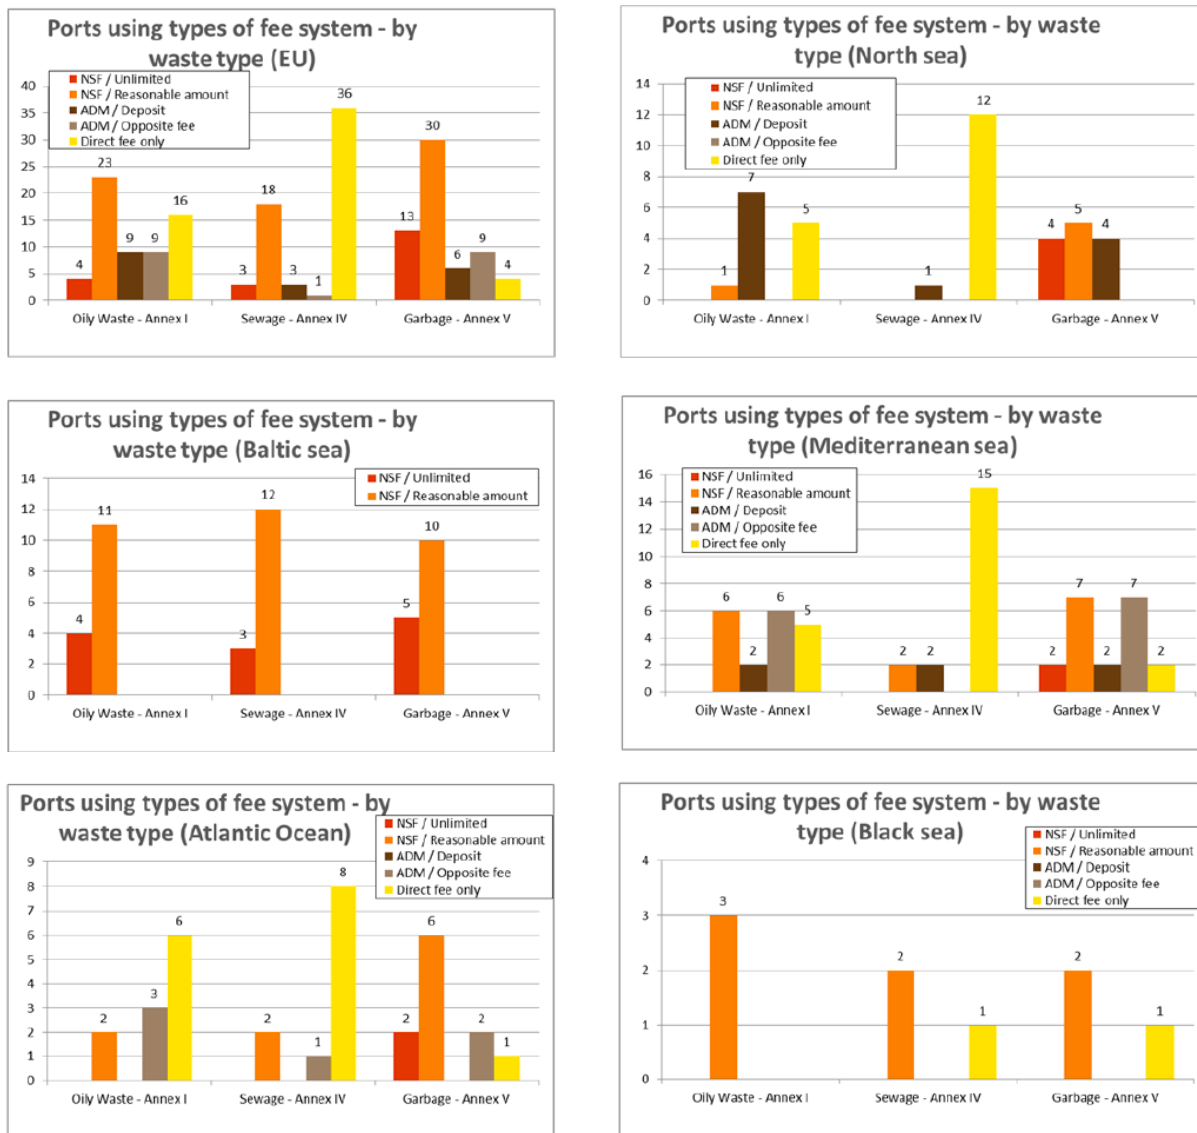 Ports using types of fee system - by
waste type (EU)
NSF / Unlimited
NSF / Reasonable amount
ADM / Deposit
ADM / Opposite fee
Direct fee only
40
35
30
25
20
15
10
5
0
4
23
9
9
16
3
18
3
1
36
13
30
6
9
4
Oily Waste - Annex I
Sewage - Annex IV
Garbage - Annex V
Ports using types of fee system - by waste
type (North sea)
NSF / Unlimited
NSF / Reasonable amount
ADM / Deposit
ADM / Opposite fee
Direct fee only
14
12
10
8
6
4
2
0
1
7
5
1
12
4
5
4
Oily Waste - Annex I
Sewage - Annex IV
Garbage - Annex V
Ports using types of fee system - by
waste type (Baltic sea)
NSF / Unlimited
NSF / Reasonable amount
14
12
10
8
6
4
2
0
4
11
3
12
5
10
Oily Waste - Annex I
Sewage - Annex IV
Garbage - Annex V
Ports using types of fee system - by waste
type (Mediterranean sea)
NSF / Unlimited
NSF / Reasonable amount
ADM / Deposit
ADM / Opposite fee
Direct fee only
16
14
12
10
8
6
4
2
0
6
2
6
5
2
2
15
2
7
2
7
2
Oily Waste - Annex I
Sewage - Annex IV
Garbage - Annex V
Ports using types of fee system - by
waste type (Atlantic Ocean)
NSF / Unlimited
NSF / Reasonable amount
ADM / Deposit
ADM / Opposite fee
Direct fee only
9
8
7
6
5
4
3
2
1
0
2
3
6
2
1
8
2
6
2
1
Oily Waste - Annex I
Sewage - Annex IV
Garbage - Annex V
Ports using types of fee system - by waste
type (Black sea)
NSF / Unlimited
NSF / Reasonable amount
ADM / Deposit
ADM / Opposite fee
Direct fee only
4
3
2
1
0
3
2
1
2
1
Oily Waste - Annex I
Sewage - Annex IV
Garbage - Annex V